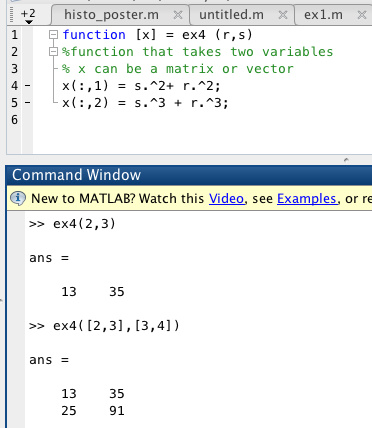 +2 histo_poster.m untitled.m ex1.m
1 function [x] = ex4 (r,s)
2 %function that takes two variables
3 % x can be a matrix or vector
4 - x(:,1) = s.^2+ r.^2;
5 - x(:,2) = s.^3 + r.^3;
6
Command Window
New to MATLAB? Watch this Video, see Examples, or re
>> ex4(2,3)
ans =
13 35
>> ex4([2,3],[3,4])
ans =
13 35
25 91